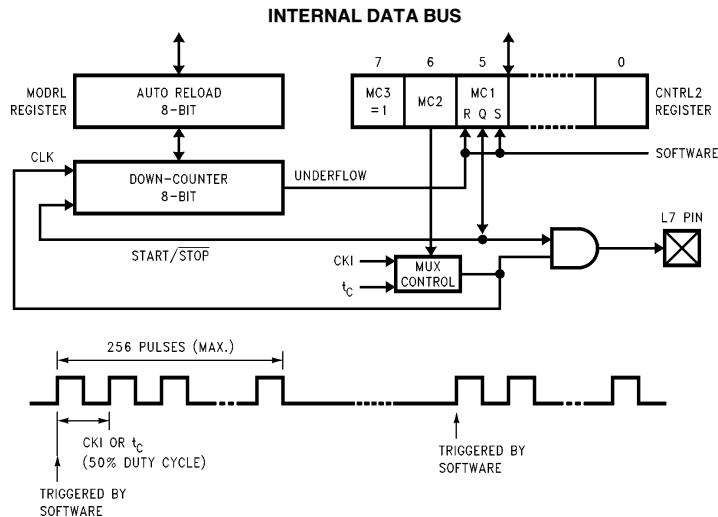 INTERNAL DATA BUS
7 6 5 0
MODRL
REGISTER
AUTO RELOAD
8-BIT
MC3
=1
MC2
MC1
R Q S
CNTRL2
REGISTER
CLK
DOWN-COUNTER
8-BIT
UNDERFLOW
SOFTWARE
START/STOP
L7 PIN
CKI
tC
MUX
CONTROL
256 PULSES (MAX.)
CKI OR tC
(50% DUTY CYCLE)
TRIGGERED BY
SOFTWARE
TRIGGERED BY
SOFTWARE